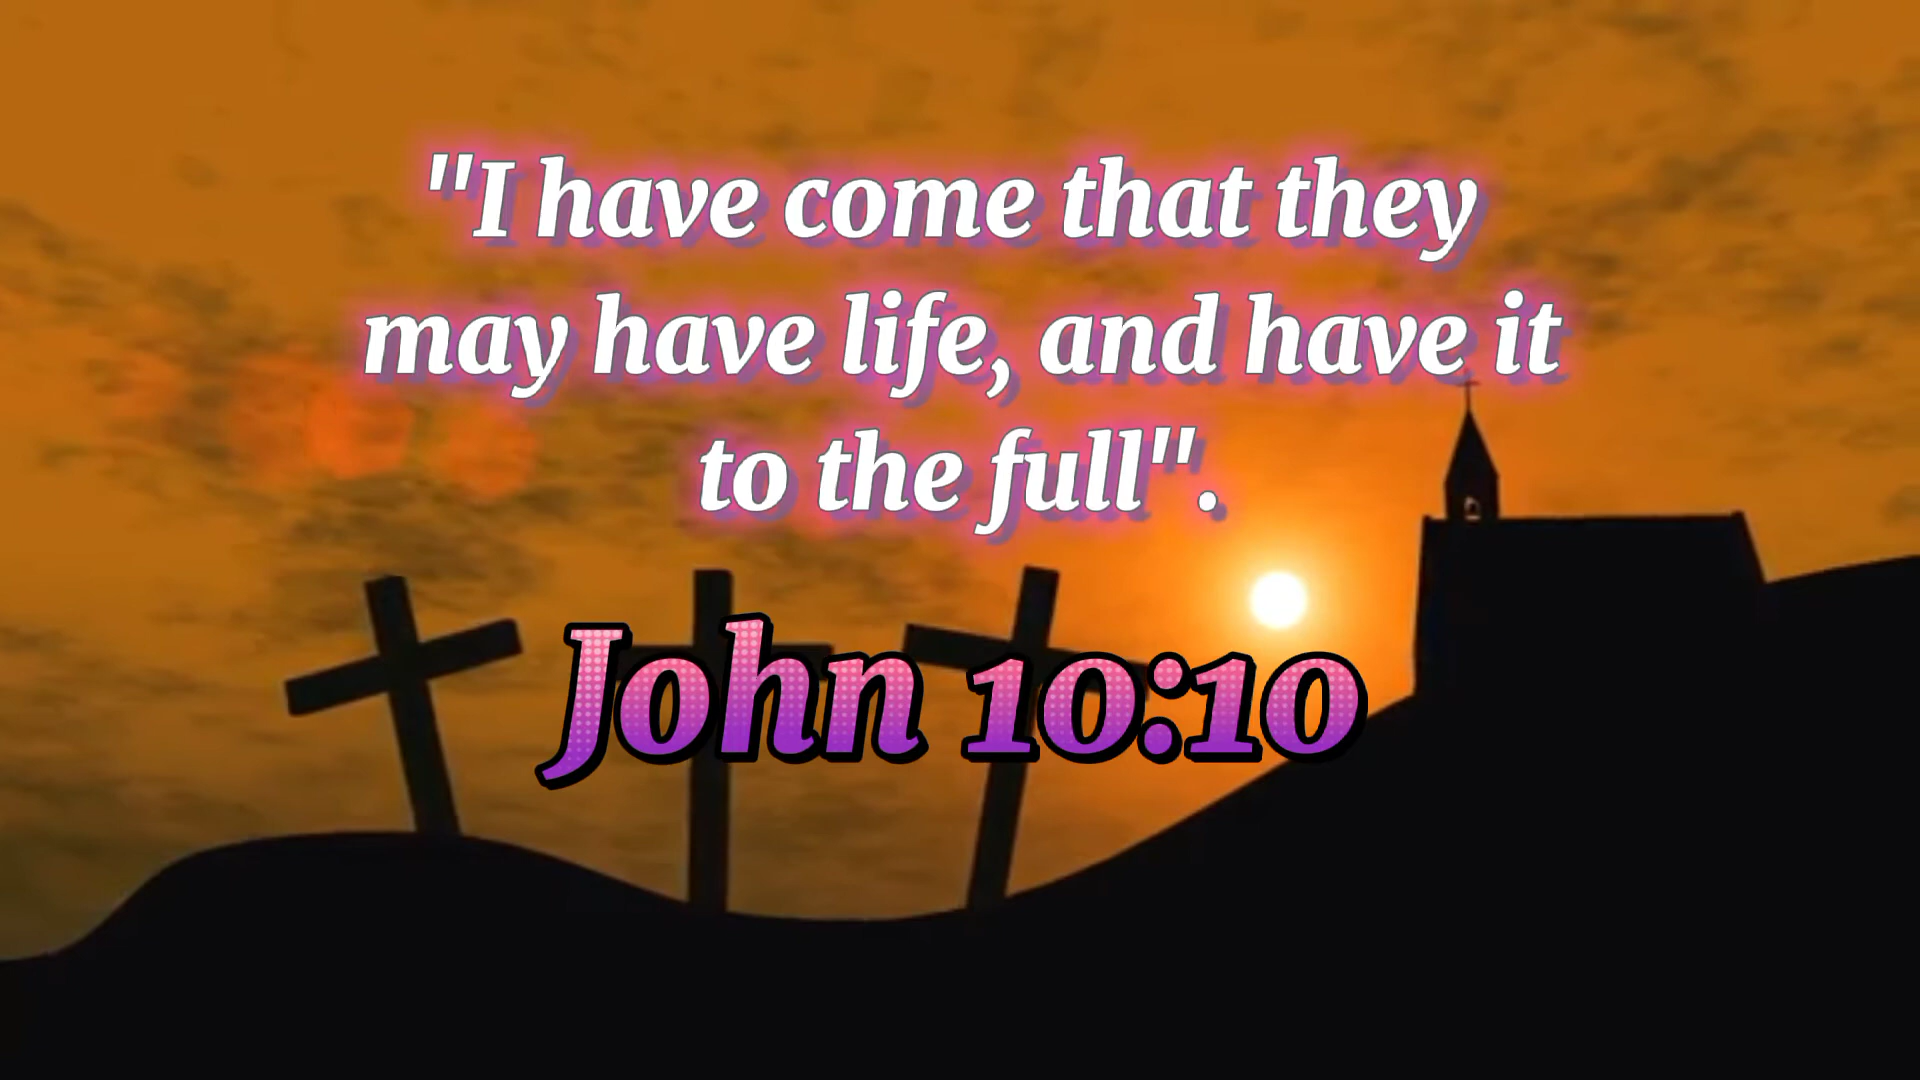 "I have come that they
may have life, and have it
to the full".
John 10:10